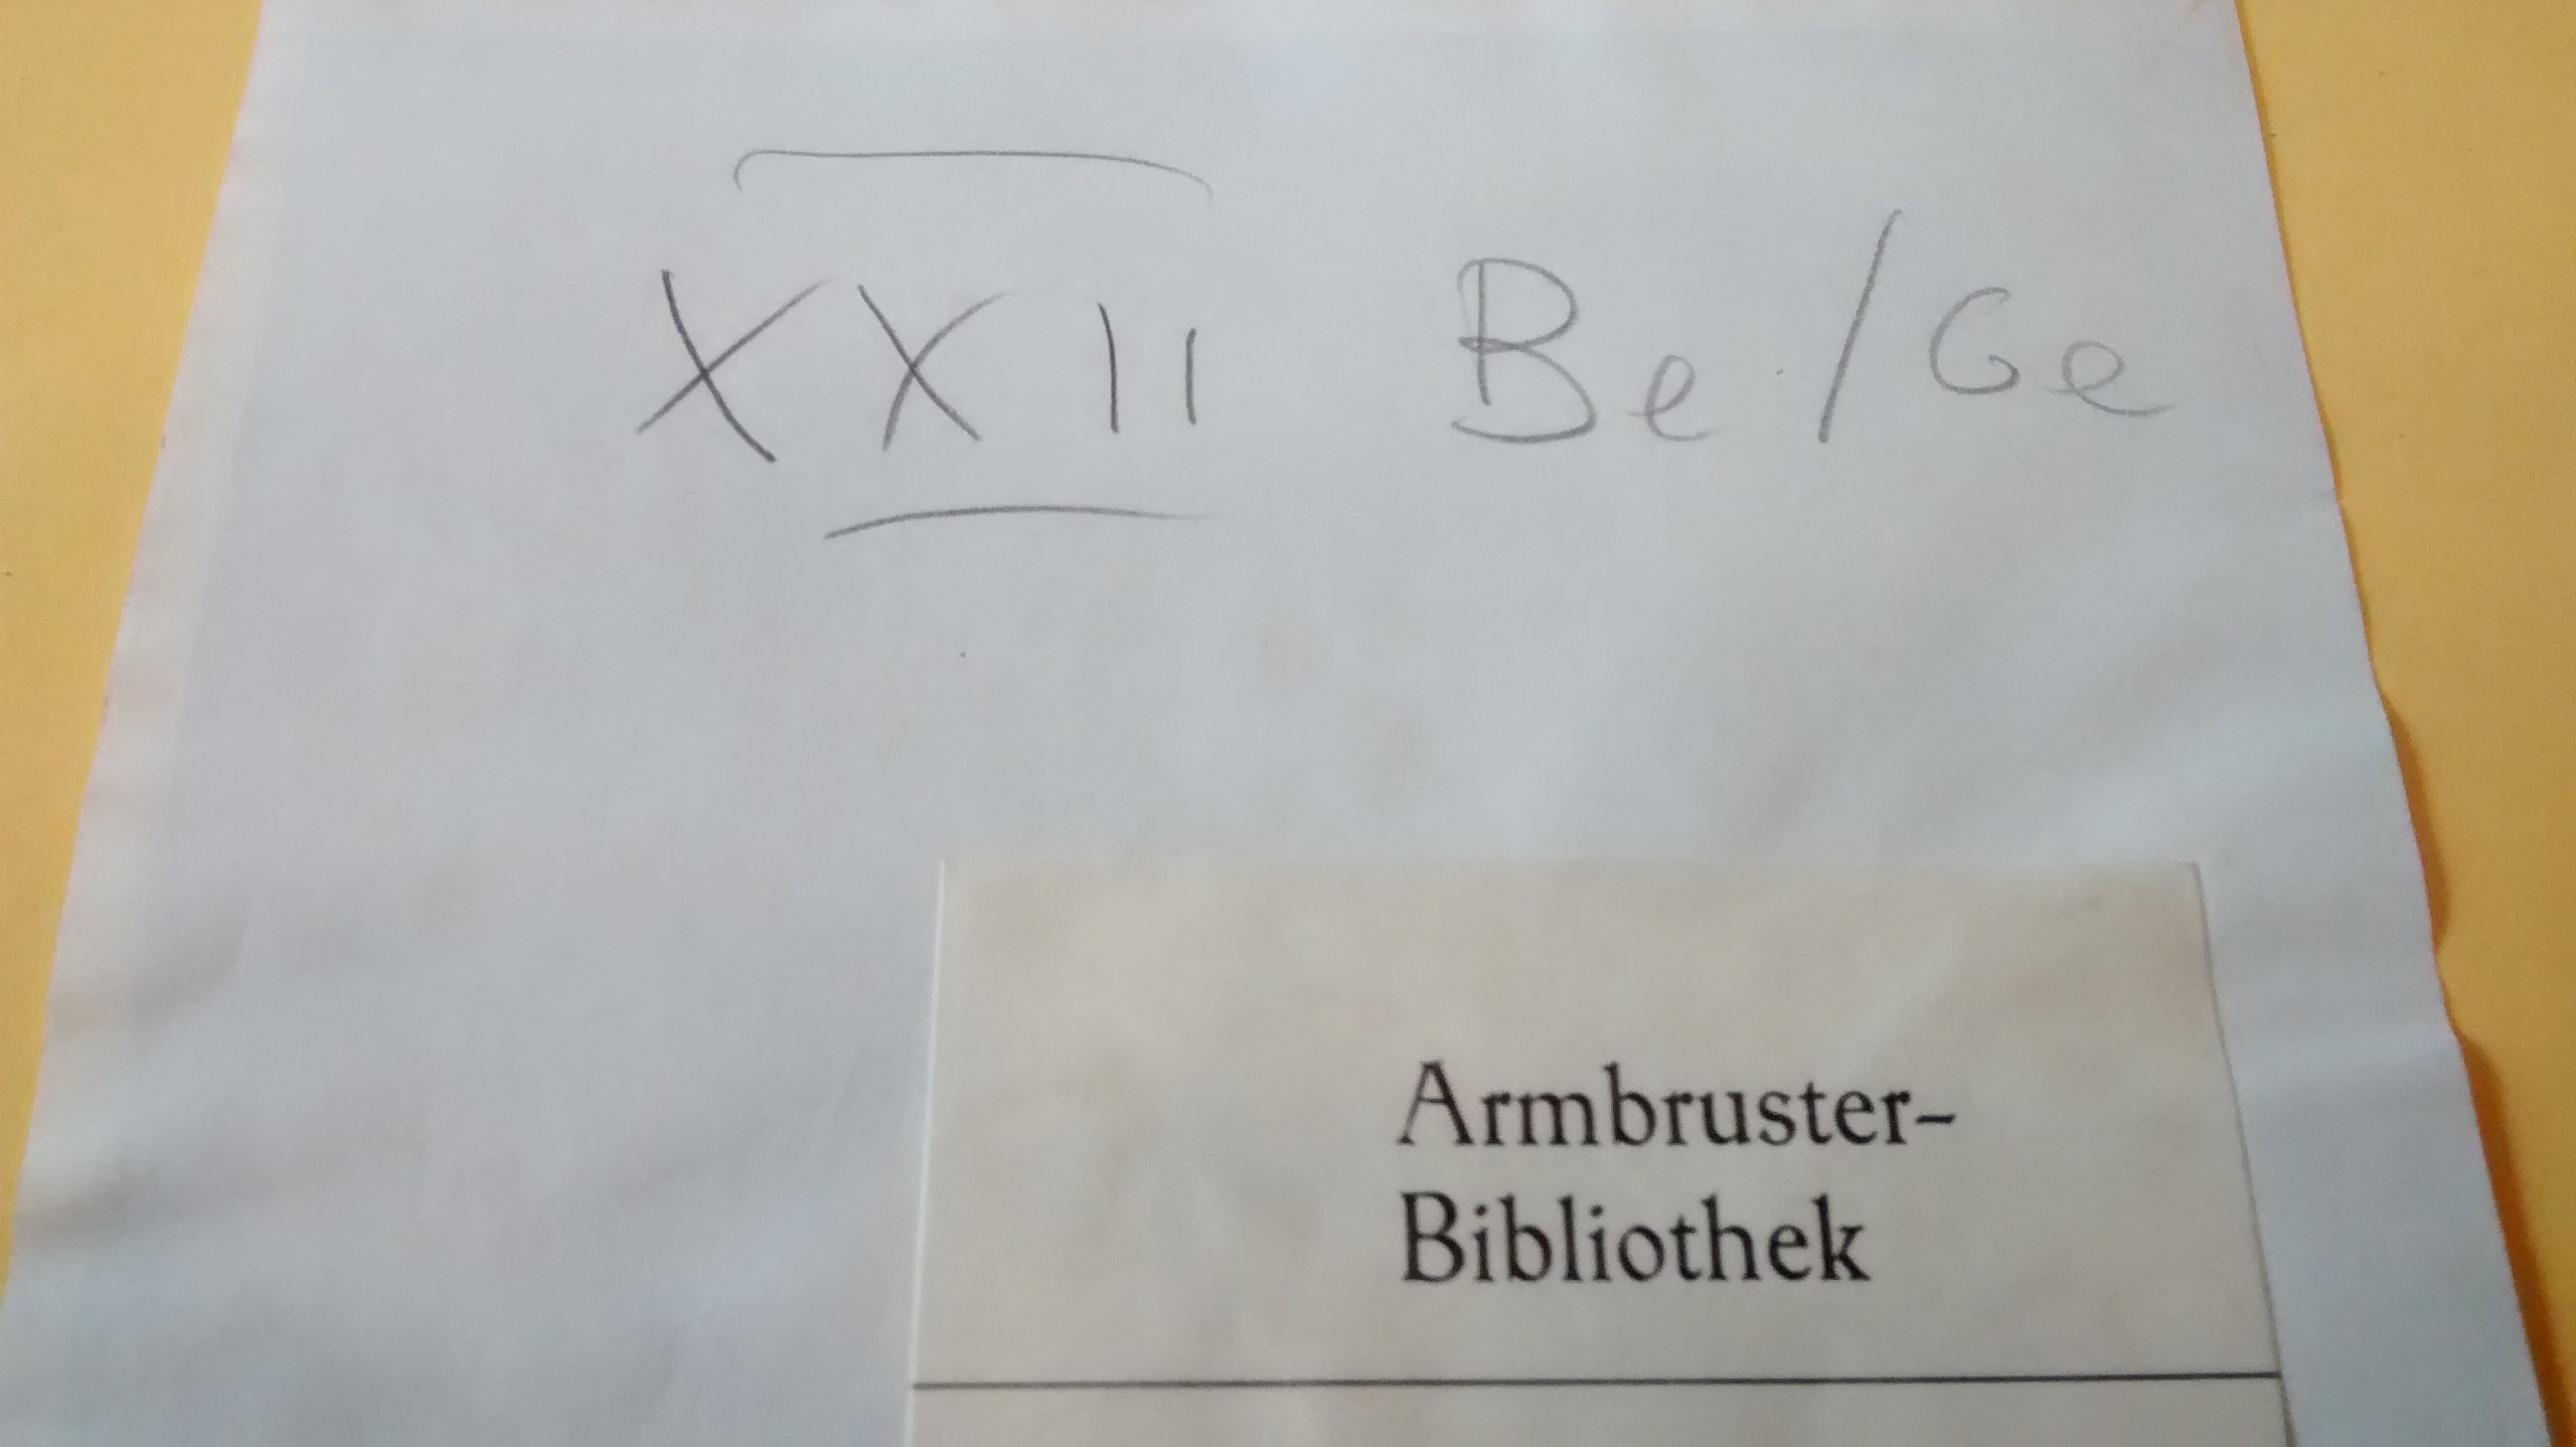 XXII Be/Ge
Armbruster-
Bibliothek